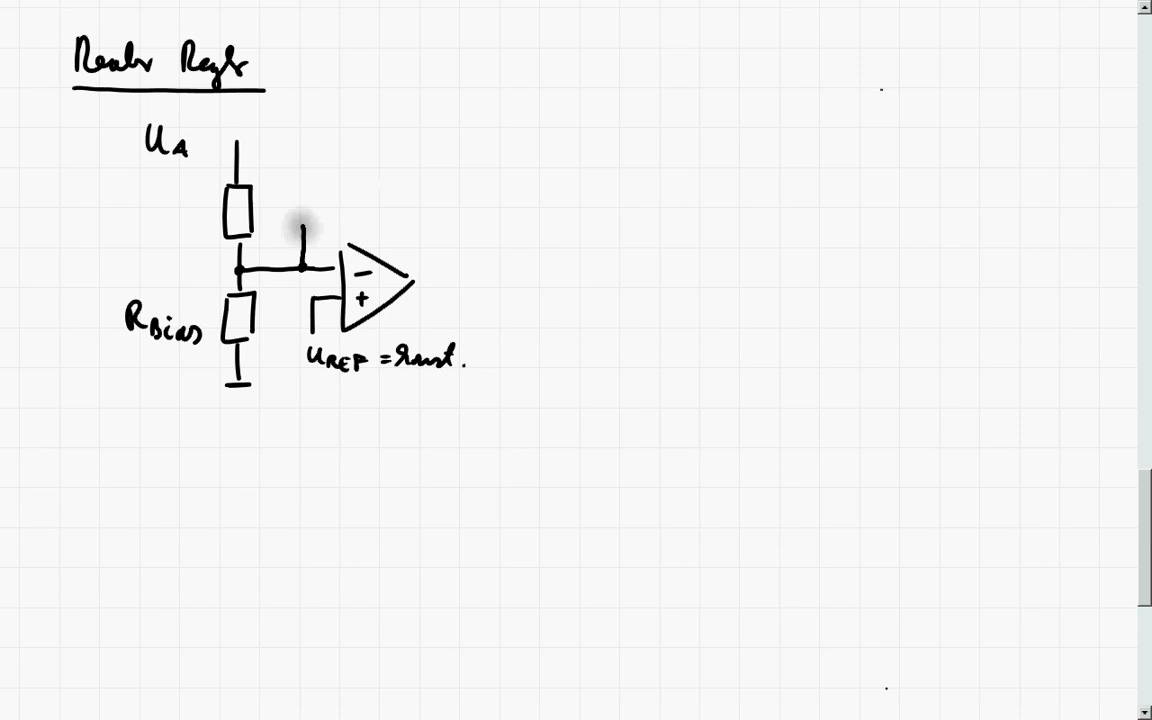 Realer Regler
U_A
-
+
R_Bias
U_REF = konst.